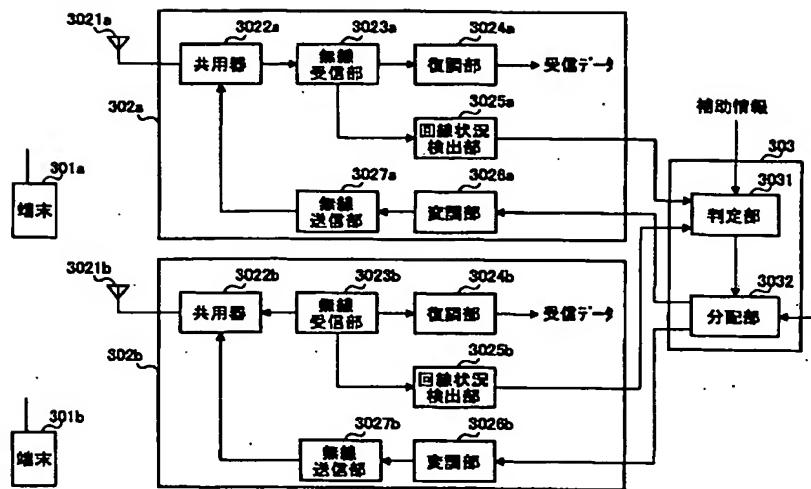 3021a
3022a
3023a
3024a
共用器
無線
受信部
復調部
受信データ
302a
3025a
回線状況
検出部
補助情報
303
3031
判定部
301a
端末
3027a
3026a
無線
送信部
変調部
3021b
3022b
3023b
3024b
共用器
無線
受信部
復調部
受信データ
3032
分配部
302b
3025b
回線状況
検出部
301b
端末
3027b
3026b
無線
送信部
変調部